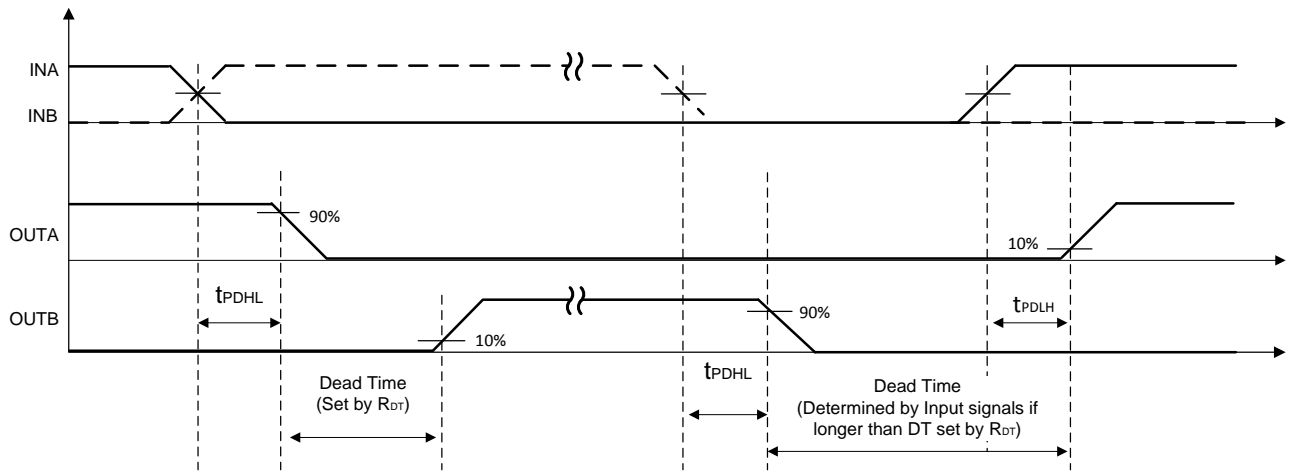 INA
INB
OUTA
90%
10%
tPDHL
tPDLH
OUTB
10%
90%
tPDHL
Dead Time
(Set by RDT)
Dead Time
(Determined by Input signals if
longer than DT set by RDT)